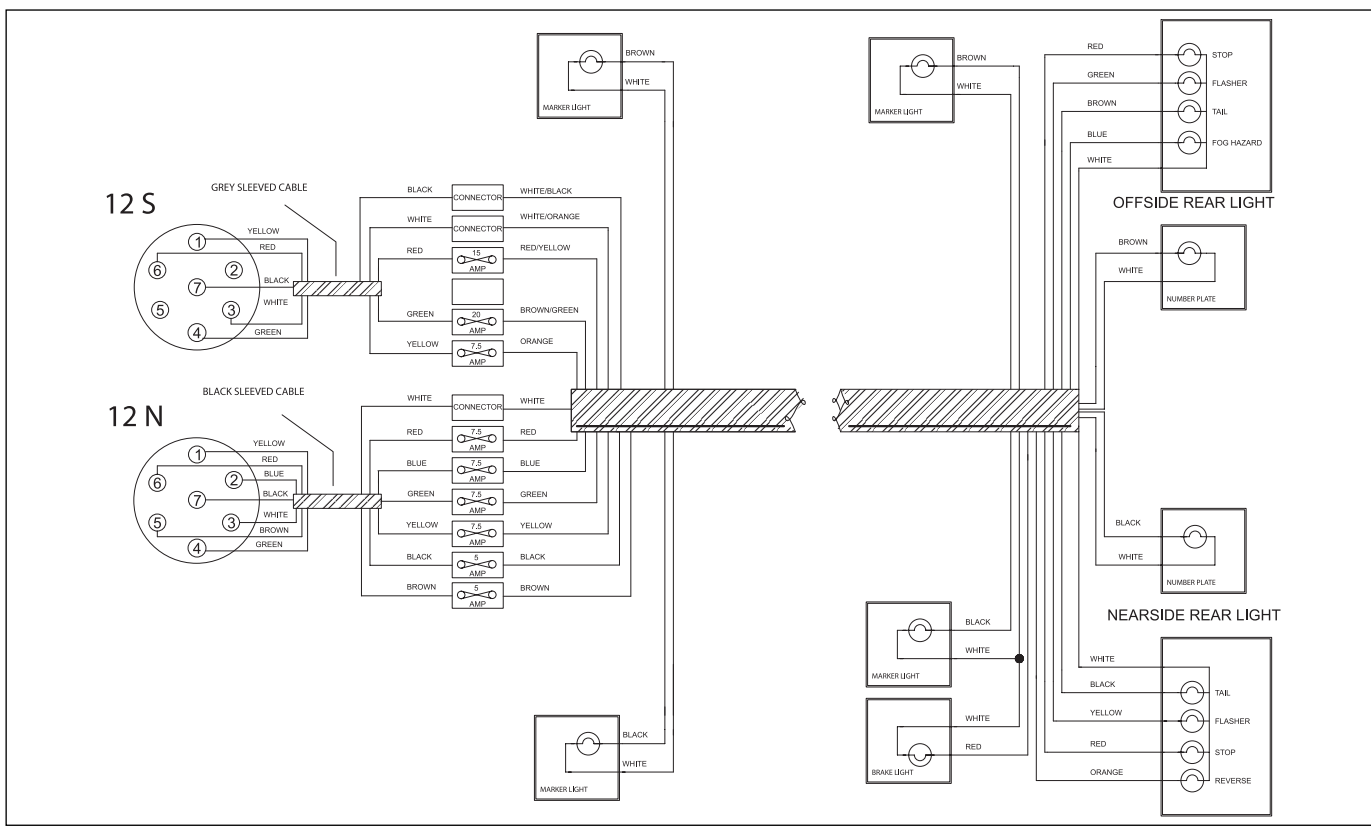 MARKER LIGHT
BROWN
WHITE
MARKER LIGHT
BROWN
WHITE
RED
GREEN
BROWN
BLUE
WHITE
STOP
FLASHER
TAIL
FOG HAZARD
OFFSIDE REAR LIGHT
12 S
GREY SLEEVED CABLE
1
2
3
4
5
6
7
YELLOW
RED
BLACK
WHITE
GREEN
BLACK
CONNECTOR
WHITE/BLACK
WHITE
CONNECTOR
WHITE/ORANGE
RED
15
AMP
RED/YELLOW
GREEN
20
AMP
BROWN/GREEN
YELLOW
7.5
AMP
ORANGE
BROWN
WHITE
NUMBER PLATE
12 N
BLACK SLEEVED CABLE
1
2
3
4
5
6
7
YELLOW
RED
BLUE
BLACK
WHITE
BROWN
GREEN
WHITE
CONNECTOR
WHITE
RED
7.5
AMP
RED
BLUE
7.5
AMP
BLUE
GREEN
7.5
AMP
GREEN
YELLOW
7.5
AMP
YELLOW
BLACK
5
AMP
BLACK
BROWN
5
AMP
BROWN
BLACK
WHITE
NUMBER PLATE
MARKER LIGHT
BLACK
WHITE
BRAKE LIGHT
WHITE
RED
MARKER LIGHT
BLACK
WHITE
NEARSIDE REAR LIGHT
WHITE
BLACK
YELLOW
RED
ORANGE
TAIL
FLASHER
STOP
REVERSE